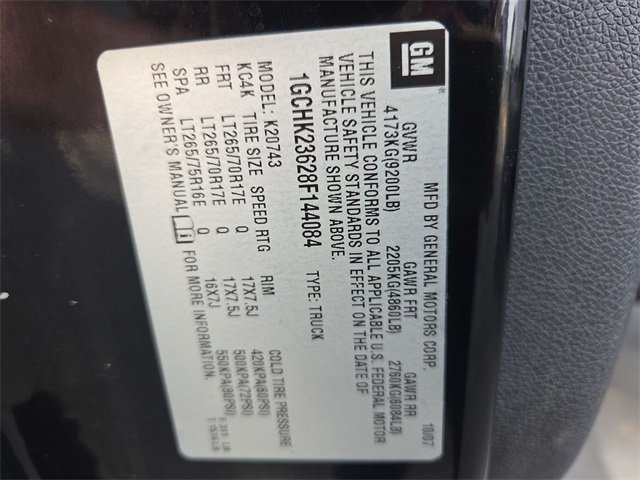 GM
MFD BY GENERAL MOTORS CORP. 10/07
GVWR GAWR FRT GAWR RR
4173KG(9200LB) 2205KG(4860LB) 2760KG(6084LB)
THIS VEHICLE CONFORMS TO ALL APPLICABLE U.S. FEDERAL MOTOR
VEHICLE SAFETY STANDARDS IN EFFECT ON THE DATE OF
MANUFACTURE SHOWN ABOVE.
1GCHK23628F144084 TYPE: TRUCK
MODEL: K20743
KC4K TIRE SIZE SPEED RTG RIM COLD TIRE PRESSURE
FRT LT265/70R17E Q 17X7.5J 420KPA(60PSI)
RR LT265/70R17E Q 17X7.5J 500KPA(72PSI)
SPA LT265/75R16E Q 16X7J 550KPA(80PSI)
SEE OWNER'S MANUAL i FOR MORE INFORMATION.